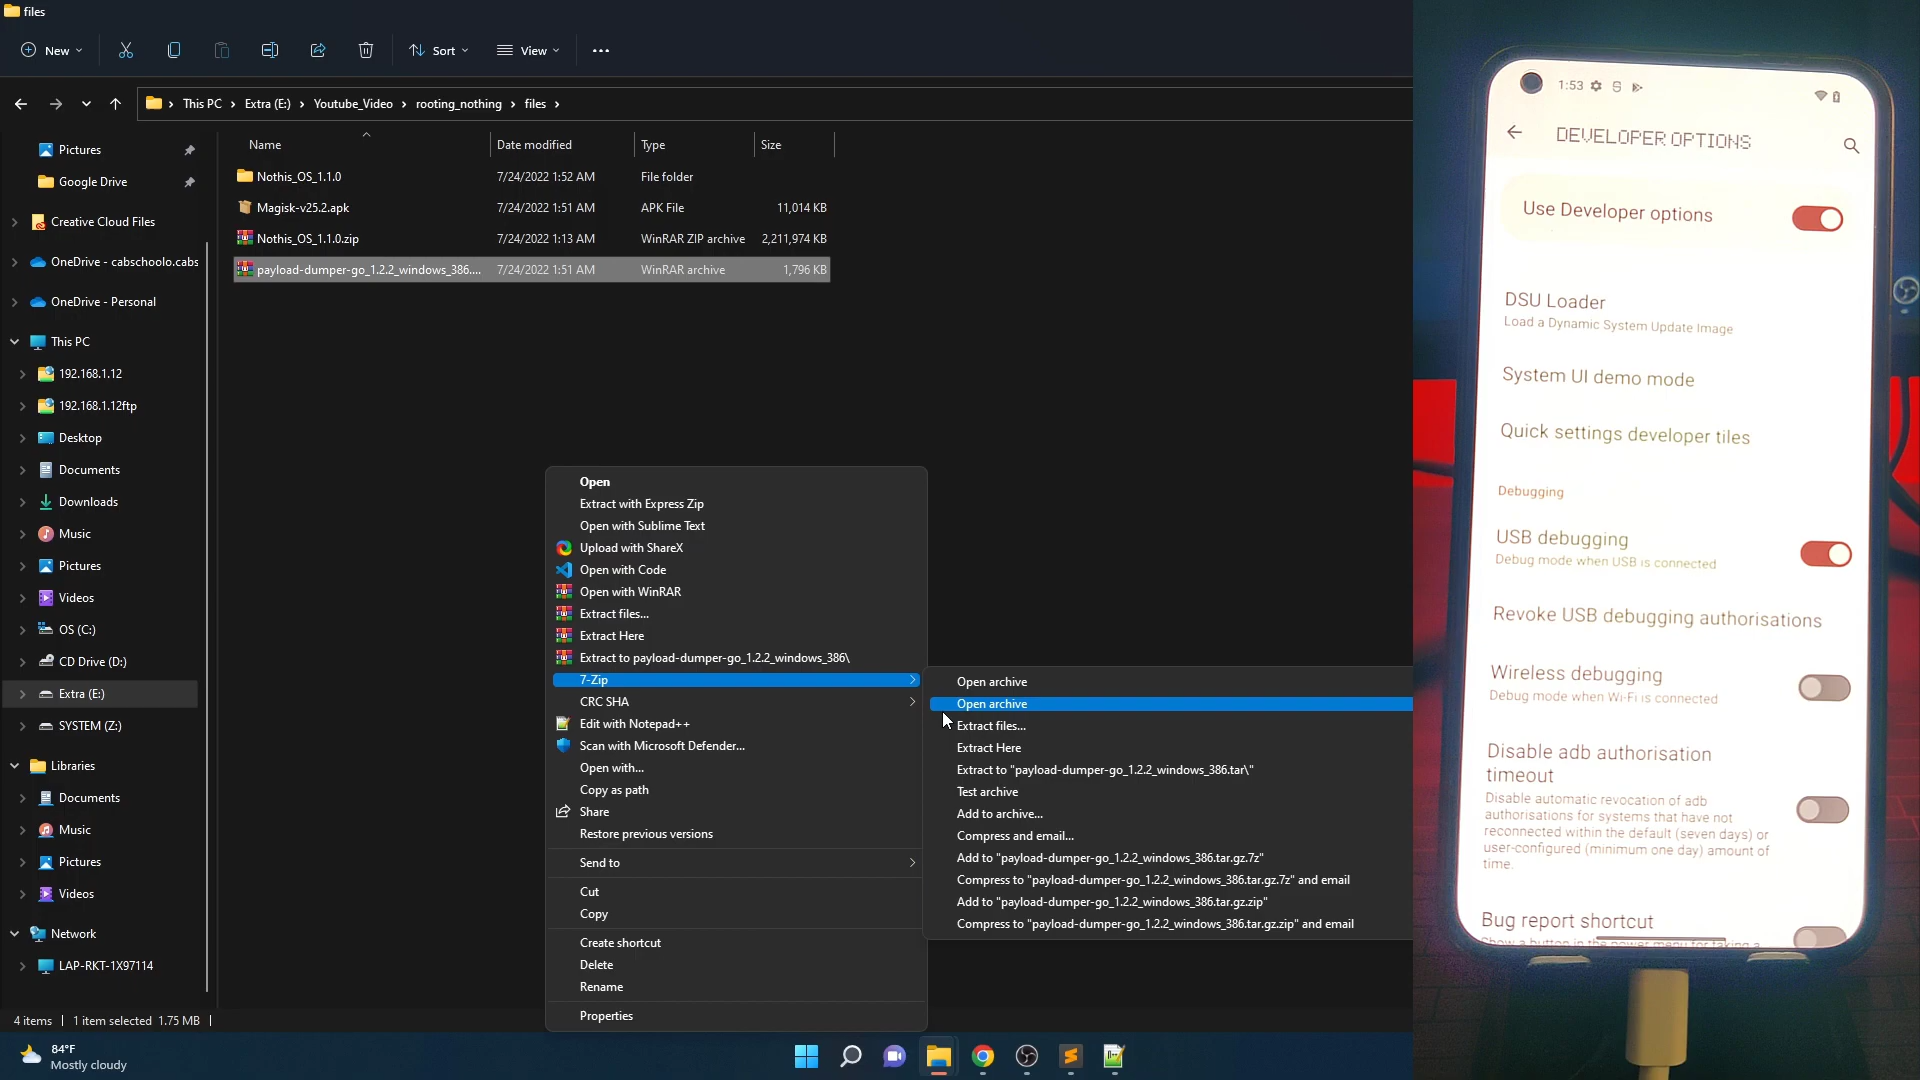 files
New
Sort
View
This PC
Extra (E:)
Youtube_Video
rooting_nothing
files
Name
Date modified
Type
Size
Nothis_OS_1.1.0
7/24/2022 1:52 AM
File folder
Magisk-v25.2.apk
7/24/2022 1:51 AM
APK File
11,014 KB
Nothis_OS_1.1.0.zip
7/24/2022 1:13 AM
WinRAR ZIP archive
2,211,974 KB
payload-dumper-go_1.2.2_windows_386....
7/24/2022 1:51 AM
WinRAR archive
1,796 KB
Pictures
Google Drive
Creative Cloud Files
OneDrive - cabschoolo.cabs
OneDrive - Personal
This PC
192.168.1.12
192.168.1.12ftp
Desktop
Documents
Downloads
Music
Pictures
Videos
OS (C:)
CD Drive (D:)
Extra (E:)
SYSTEM (Z:)
Libraries
Documents
Music
Pictures
Videos
Network
LAP-RKT-1X97114
Open
Extract with Express Zip
Open with Sublime Text
Upload with ShareX
Open with Code
Open with WinRAR
Extract files...
Extract Here
Extract to payload-dumper-go_1.2.2_windows_386\
7-Zip
CRC SHA
Edit with Notepad++
Scan with Microsoft Defender...
Open with...
Copy as path
Share
Restore previous versions
Send to
Cut
Copy
Create shortcut
Delete
Rename
Properties
Open archive
Open archive
Extract files...
Extract Here
Extract to "payload-dumper-go_1.2.2_windows_386.tar\"
Test archive
Add to archive...
Compress and email...
Add to "payload-dumper-go_1.2.2_windows_386.tar.gz.7z"
Compress to "payload-dumper-go_1.2.2_windows_386.tar.gz.7z" and email
Add to "payload-dumper-go_1.2.2_windows_386.tar.gz.zip"
Compress to "payload-dumper-go_1.2.2_windows_386.tar.gz.zip" and email
4 items
1 item selected 1.75 MB
84°F
Mostly cloudy
1:53
DEVELOPER OPTIONS
Use Developer options
DSU Loader
Load a Dynamic System Update Image
System UI demo mode
Quick settings developer tiles
Debugging
USB debugging
Debug mode when USB is connected
Revoke USB debugging authorisations
Wireless debugging
Debug mode when Wi-Fi is connected
Disable adb authorisation
timeout
Disable automatic revocation of adb
authorisations for systems that have not
reconnected within the default (seven days) or
user-configured (minimum one day) amount of
time.
Bug report shortcut
Show a button in the power menu for taking a